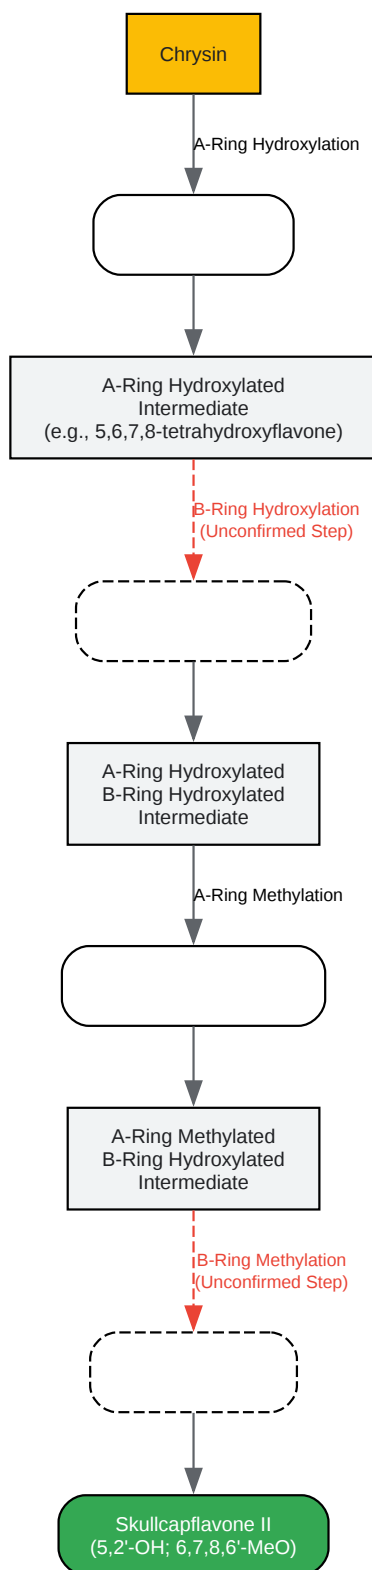 Chrysin
A-Ring Hydroxylation
A-Ring Hydroxylated
Intermediate
(e.g., 5,6,7,8-tetrahydroxyflavone)
B-Ring Hydroxylation
(Unconfirmed Step)
A-Ring Hydroxylated
B-Ring Hydroxylated
Intermediate
A-Ring Methylation
A-Ring Methylated
B-Ring Hydroxylated
Intermediate
B-Ring Methylation
(Unconfirmed Step)
Skullcapflavone II
(5,2'-OH; 6,7,8,6'-MeO)